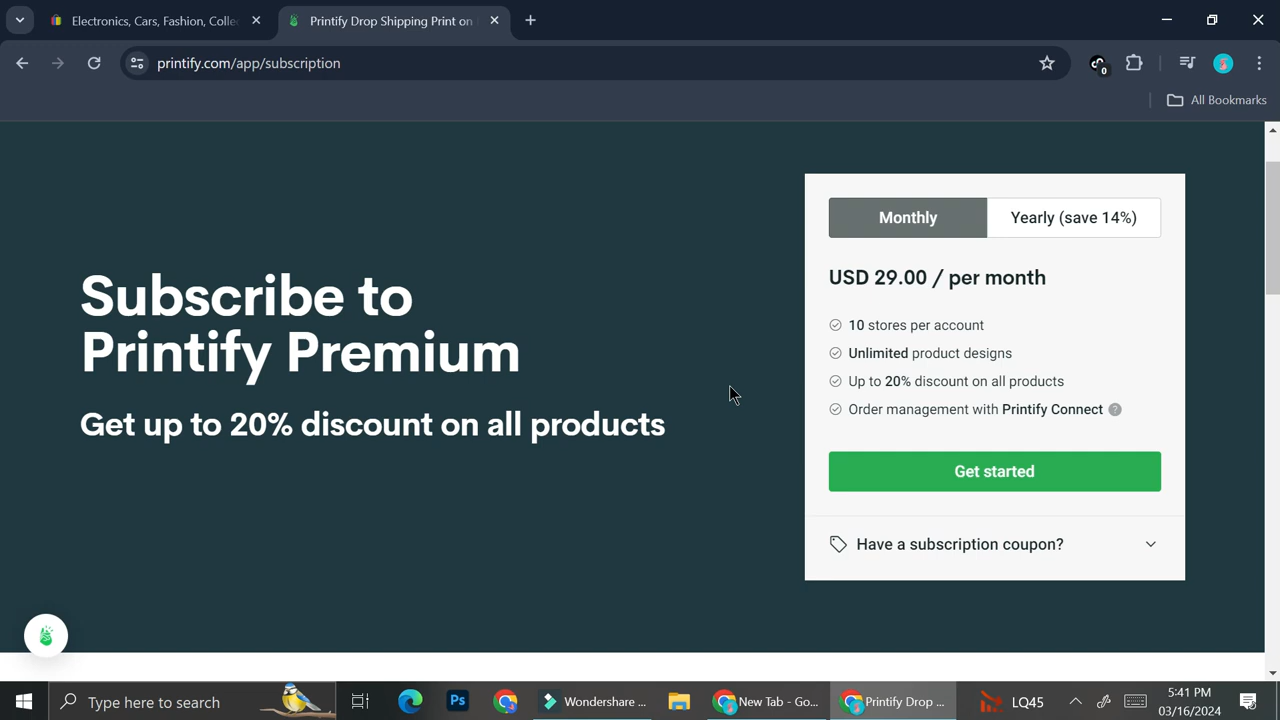 Electronics, Cars, Fashion, Colle
Printify Drop Shipping Print on
printify.com/app/subscription
0
All Bookmarks
Subscribe to
Printify Premium
Get up to 20% discount on all products
Monthly
Yearly (save 14%)
USD 29.00 / per month
10 stores per account
Unlimited product designs
Up to 20% discount on all products
Order management with Printify Connect ?
Get started
Have a subscription coupon?
Type here to search
Ps
Wondershare ...
New Tab - Go...
Printify Drop ...
LQ45
5:41 PM
03/16/2024